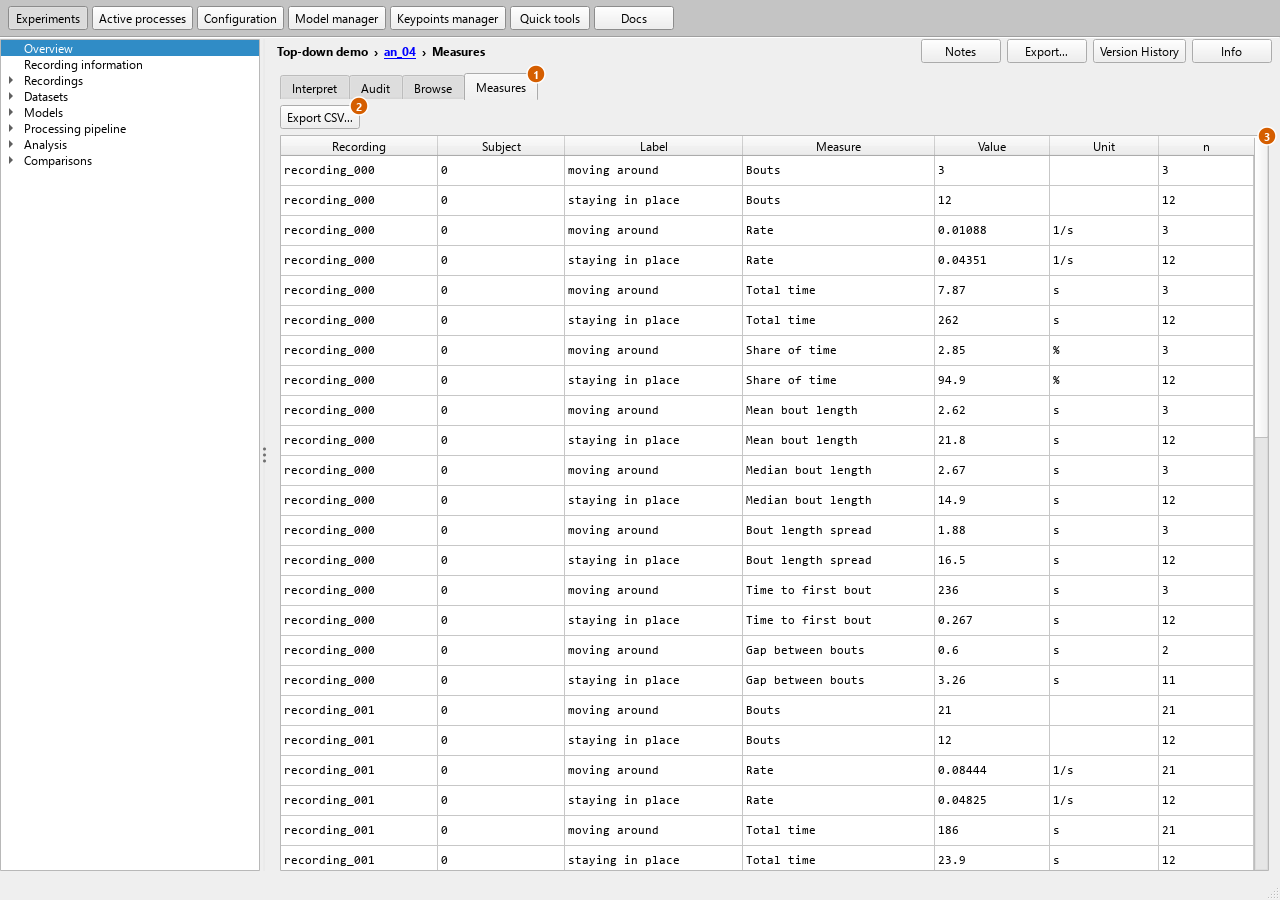 Experiments Active processes Configuration Model manager Keypoints manager Quick tools Docs
Overview
Recording information
Recordings
Datasets
Models
Processing pipeline
Analysis
Comparisons
Top-down demo › an_04 › Measures
Notes Export... Version History Info
Interpret Audit Browse Measures 1
Export CSV... 2
3
Recording Subject Label Measure Value Unit n
recording_000 0 moving around Bouts 3 3
recording_000 0 staying in place Bouts 12 12
recording_000 0 moving around Rate 0.01088 1/s 3
recording_000 0 staying in place Rate 0.04351 1/s 12
recording_000 0 moving around Total time 7.87 s 3
recording_000 0 staying in place Total time 262 s 12
recording_000 0 moving around Share of time 2.85 % 3
recording_000 0 staying in place Share of time 94.9 % 12
recording_000 0 moving around Mean bout length 2.62 s 3
recording_000 0 staying in place Mean bout length 21.8 s 12
recording_000 0 moving around Median bout length 2.67 s 3
recording_000 0 staying in place Median bout length 14.9 s 12
recording_000 0 moving around Bout length spread 1.88 s 3
recording_000 0 staying in place Bout length spread 16.5 s 12
recording_000 0 moving around Time to first bout 236 s 3
recording_000 0 staying in place Time to first bout 0.267 s 12
recording_000 0 moving around Gap between bouts 0.6 s 2
recording_000 0 staying in place Gap between bouts 3.26 s 11
recording_001 0 moving around Bouts 21 21
recording_001 0 staying in place Bouts 12 12
recording_001 0 moving around Rate 0.08444 1/s 21
recording_001 0 staying in place Rate 0.04825 1/s 12
recording_001 0 moving around Total time 186 s 21
recording_001 0 staying in place Total time 23.9 s 12